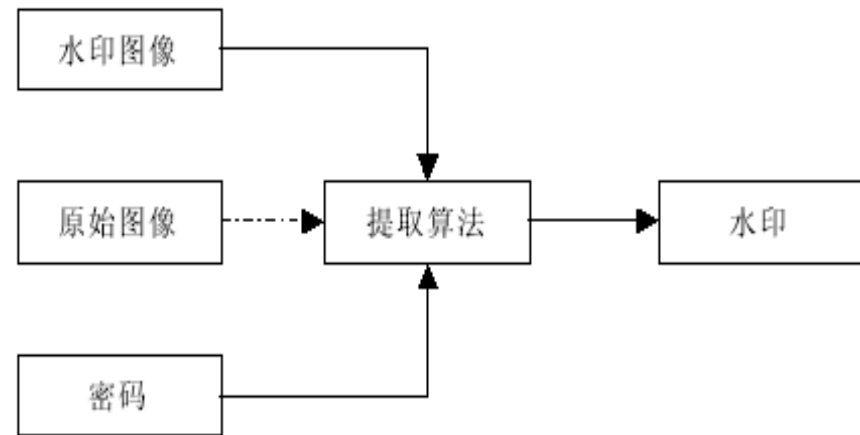 水印图像
原始图像
提取算法
水印
密码